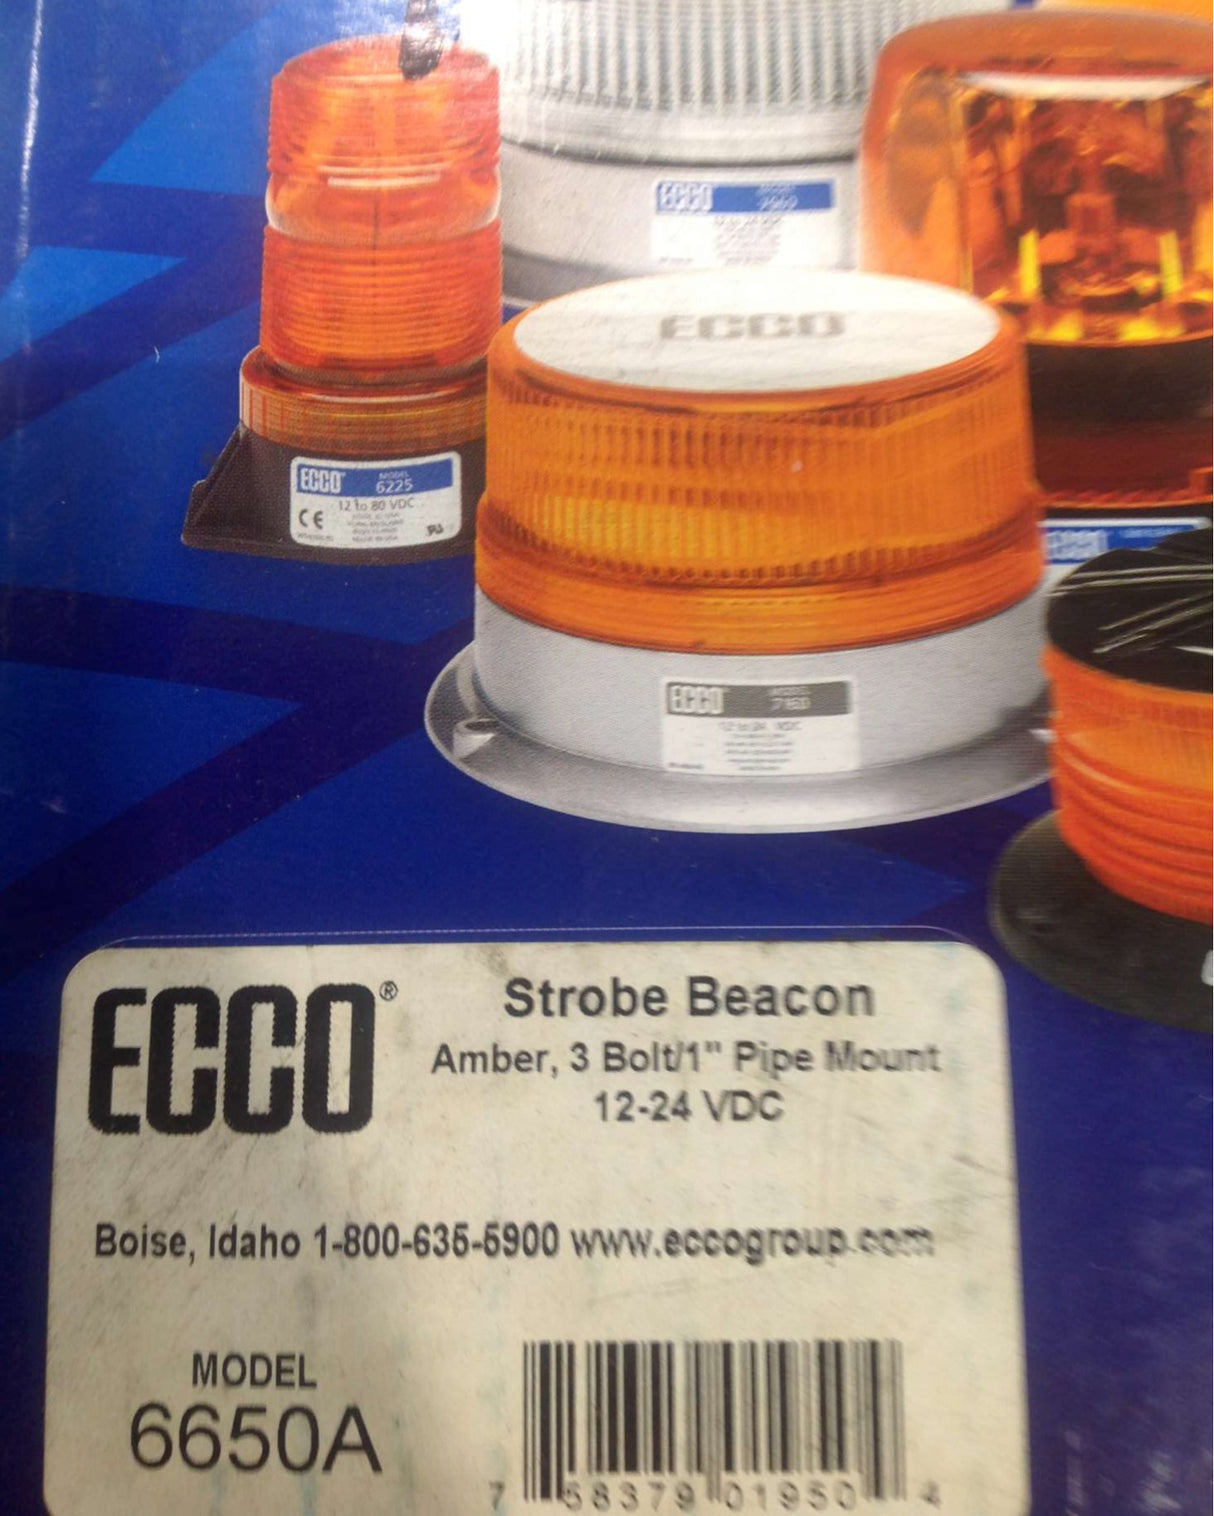 ECCO
ECCO
ECCO MODEL
6225
12 to 80 VDC
CE
ECCO
12 to 24 VDC
ECCO®
Strobe Beacon
Amber, 3 Bolt/1" Pipe Mount
12-24 VDC
Boise, Idaho 1-800-635-5900 www.eccogroup.com
MODEL
6650A
7 58379 01950 4